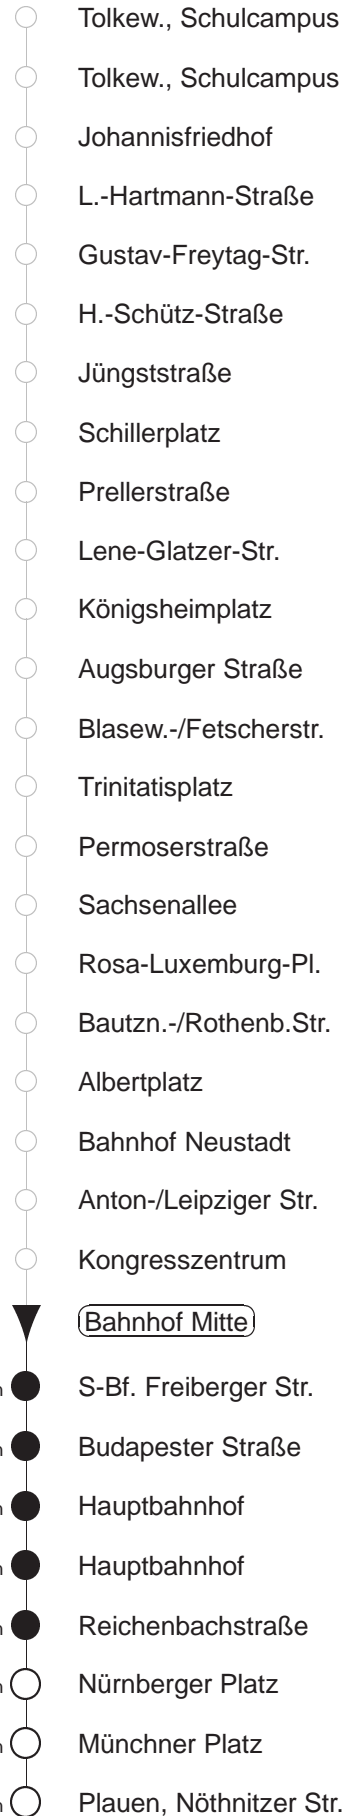 Tolkew., Schulcampus
Tolkew., Schulcampus
Johannisfriedhof
L.-Hartmann-Straße
Gustav-Freytag-Str.
H.-Schütz-Straße
Jüngststraße
Schillerplatz
Prellerstraße
Lene-Glatzer-Str.
Königsheimplatz
Augsburger Straße
Blasew.-/Fetscherstr.
Trinitatisplatz
Permoserstraße
Sachsenallee
Rosa-Luxemburg-Pl.
Bautzn.-/Rothenb.Str.
Albertplatz
Bahnhof Neustadt
Anton-/Leipziger Str.
Kongresszentrum
Bahnhof Mitte
S-Bf. Freiberger Str.
Budapester Straße
Hauptbahnhof
Hauptbahnhof
Reichenbachstraße
Nürnberger Platz
Münchner Platz
Plauen, Nöthnitzer Str.